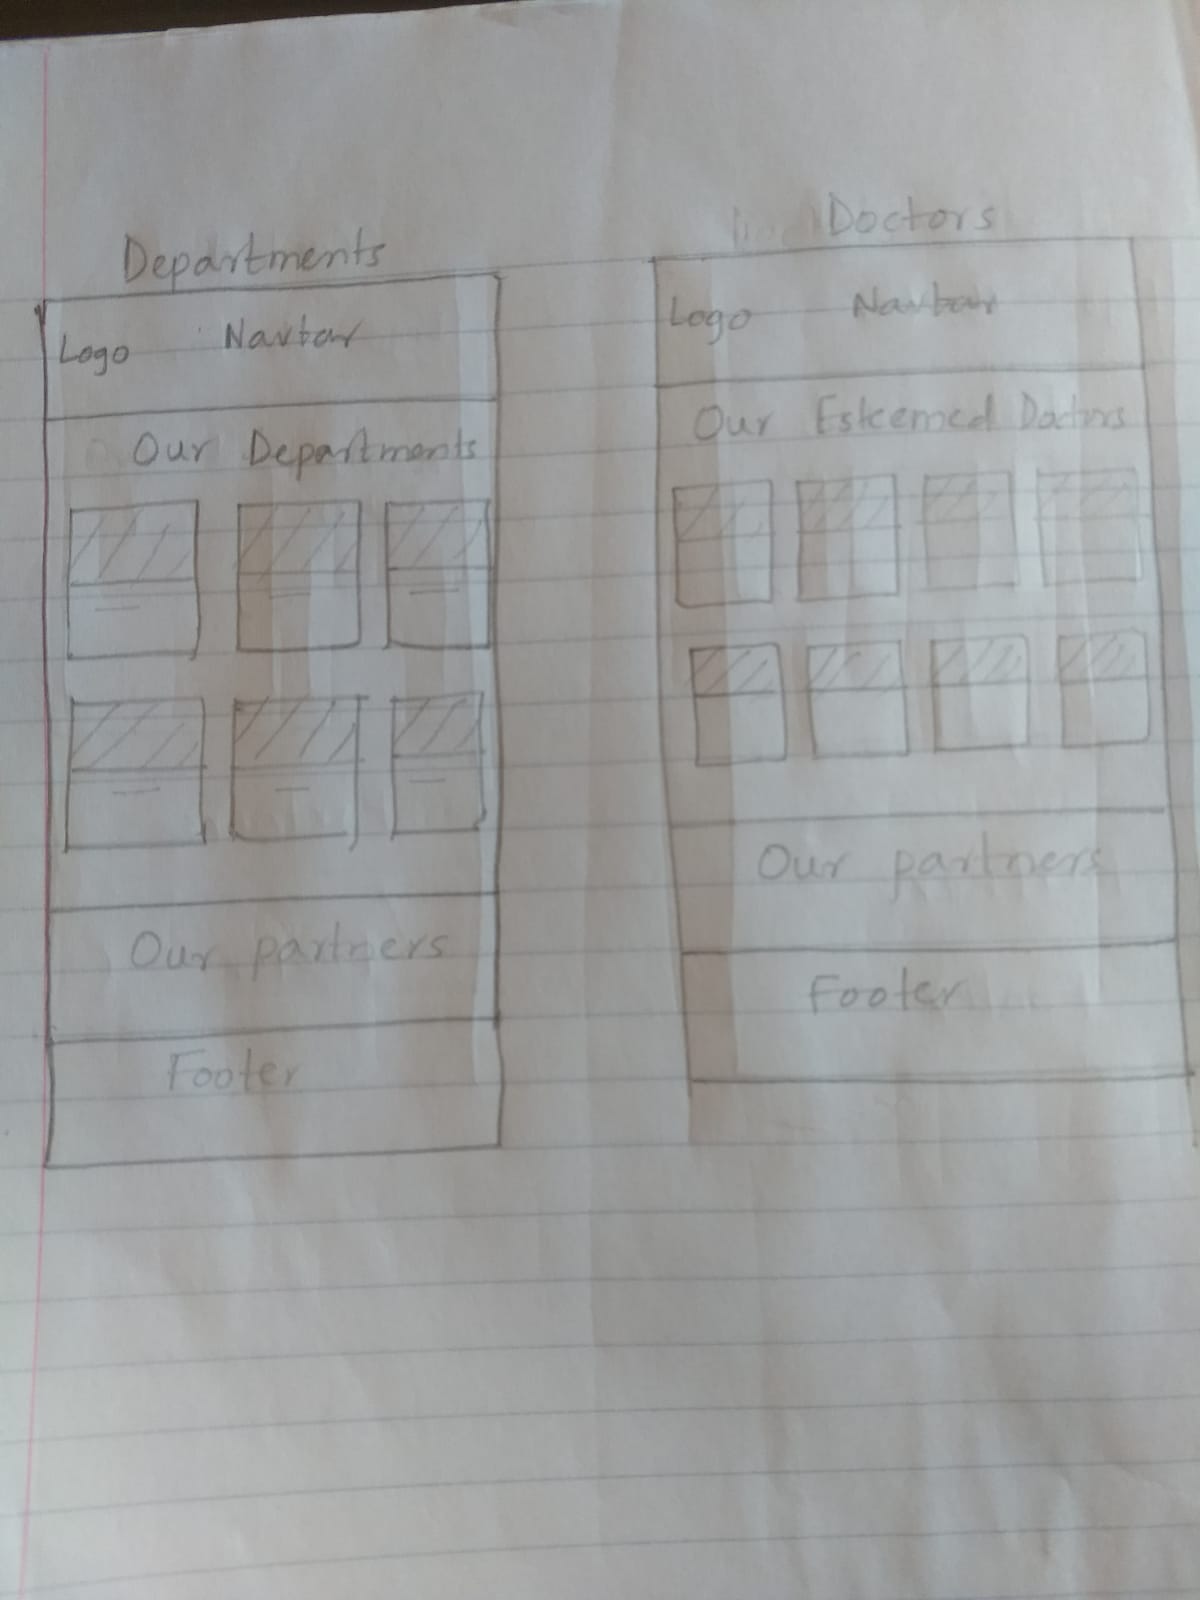 Departments
Logo Navbar
Our Departments
Our partners
Footer
Doctors
Logo Navbar
Our Esteemed Doctors
Our partners
Footer